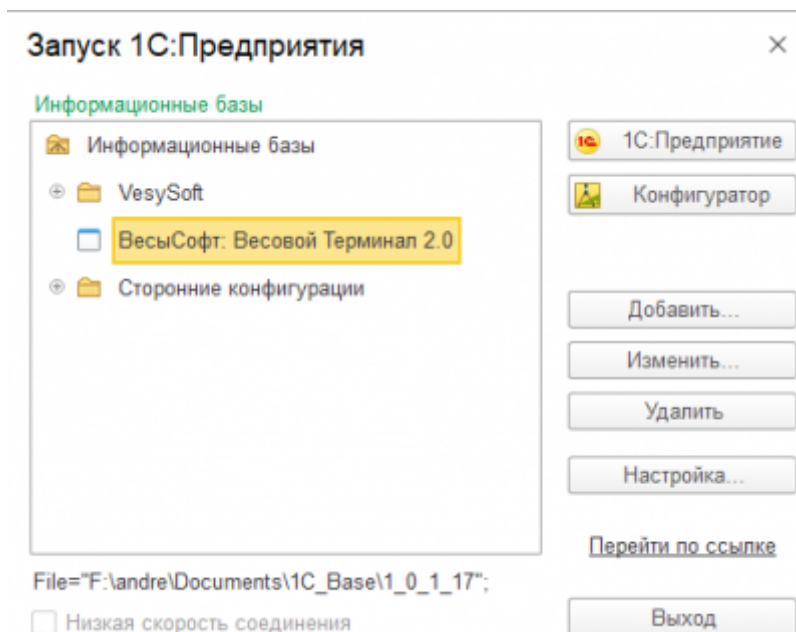 Запуск 1С:Предприятия
Информационные базы
Информационные базы
VesySoft
ВесыСофт: Весовой Терминал 2.0
Сторонние конфигурации
1С:Предприятие
Конфигуратор
Добавить...
Изменить...
Удалить
Настройка...
Перейти по ссылке
File="F:\andre\Documents\1C_Base\1_0_1_17";
Низкая скорость соединения
Выход